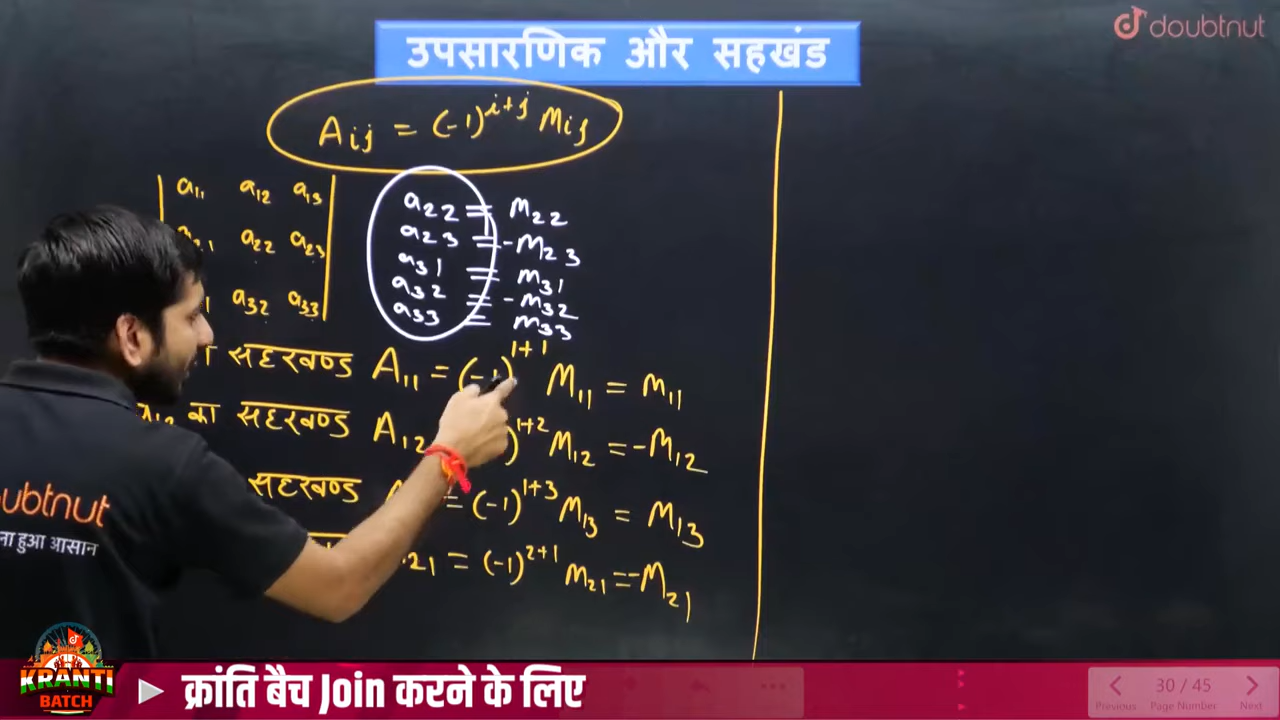 doubtnut
उपसारणिक और सहखंड
Aij = (-1)^i+j Mij
a11 a12 a13
a22 a23
a32 a33
a22 = M22
a23 = -M23
a31 = M31
a32 = -M32
a33 = M33
सहखण्ड A11 = (-1)^1+1 M11 = M11
a12 का सहखण्ड A12 )^1+2 M12 = -M12
सहखण्ड = (-1)^1+3 M13 = M13
21 = (-1)^2+1 M21 = -M21
ubtnut
ना हुआ आसान
KRANTI
BATCH
क्रांति बैच Join करने के लिए
30 / 45
Previous Page Number Next